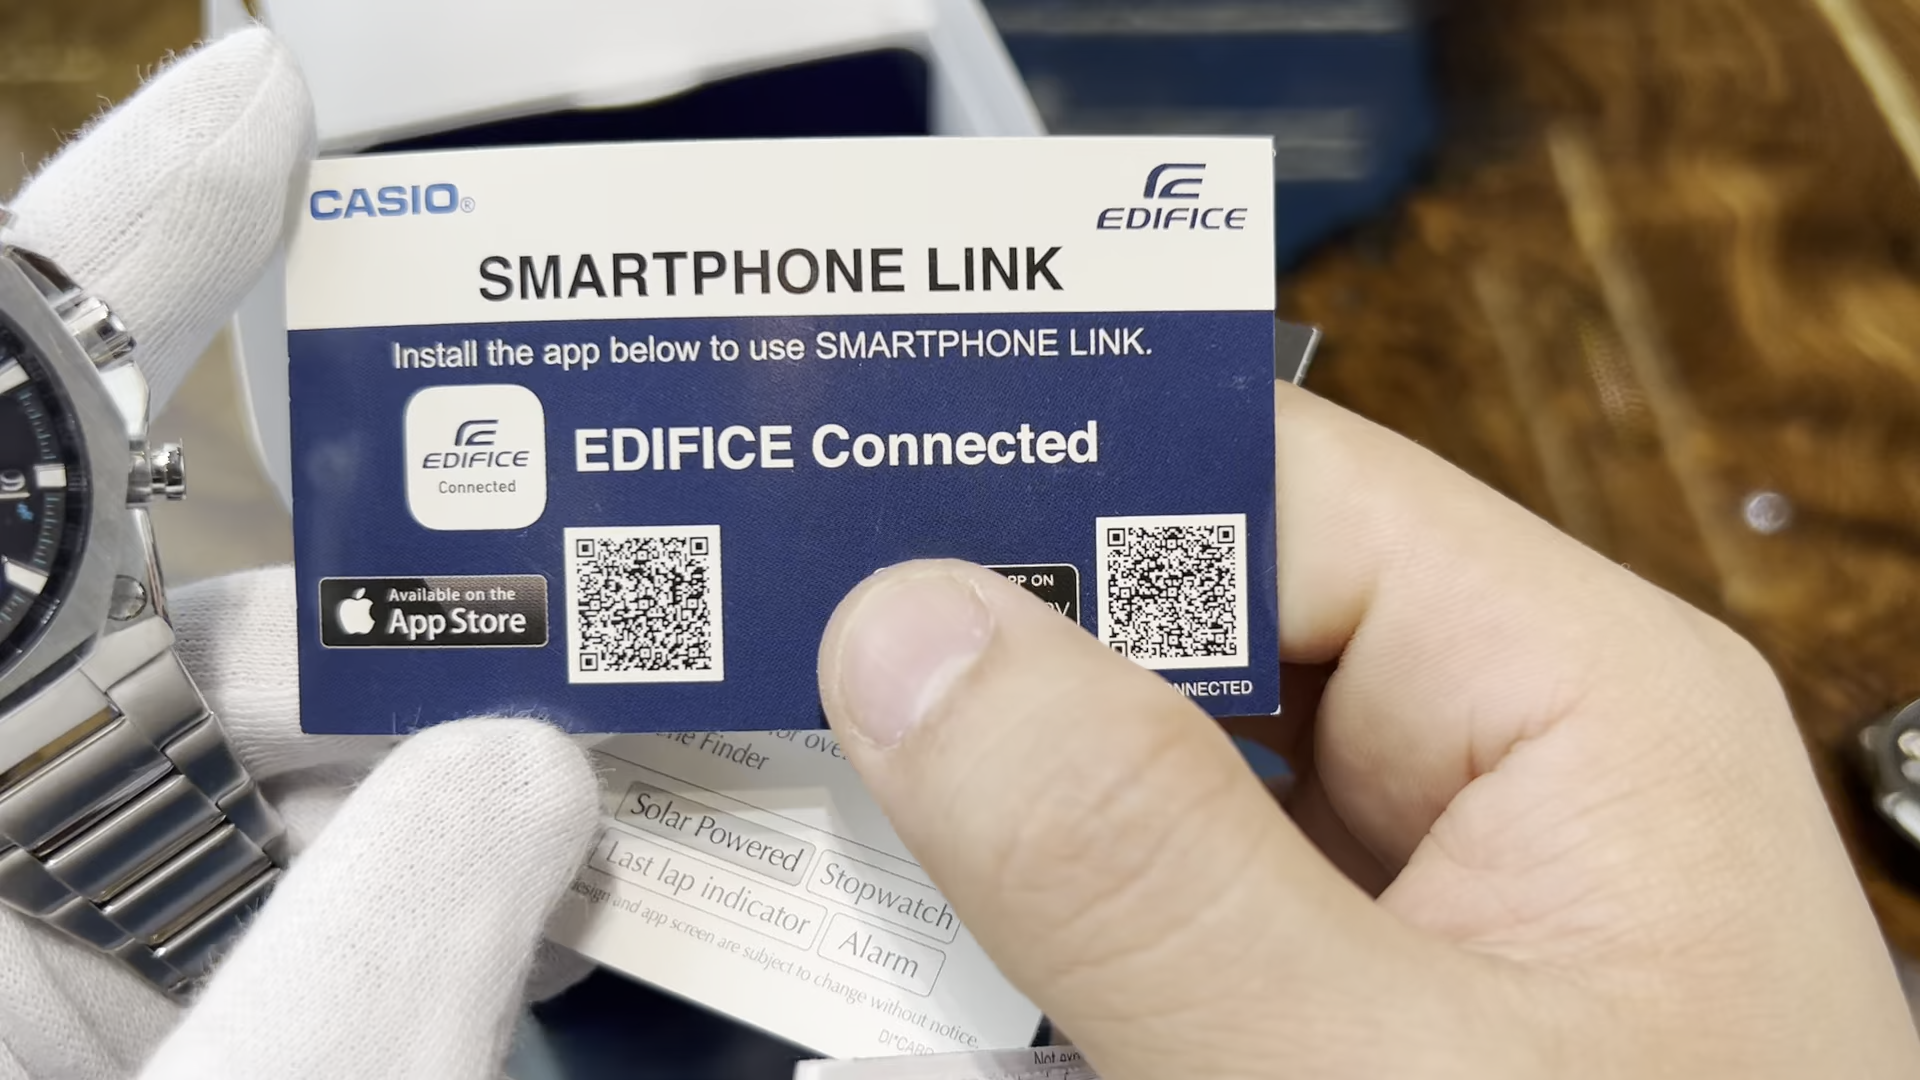 CASIO®
EDIFICE
SMARTPHONE LINK
Install the app below to use SMARTPHONE LINK.
EDIFICE
Connected
EDIFICE Connected
Available on the
App Store
ON
Finder
Solar Powered
Stopwatch
Last lap indicator
Alarm
and app screen are subject to change without notice.